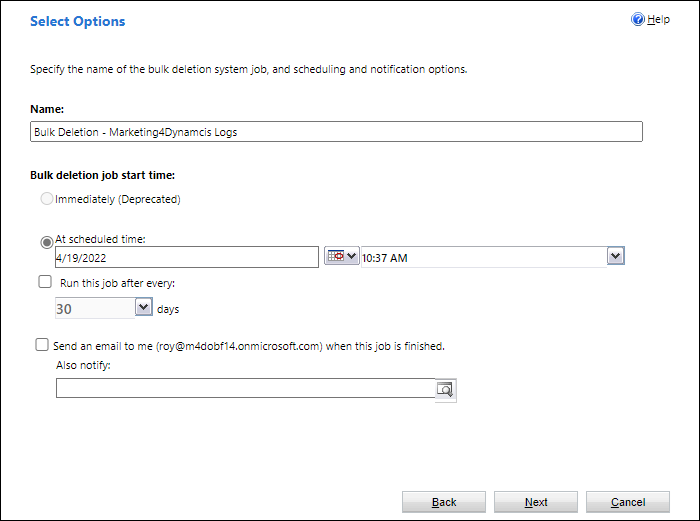 Select Options
Help
Specify the name of the bulk deletion system job, and scheduling and notification options.
Name:
Bulk Deletion - Marketing4Dynamcis Logs
Bulk deletion job start time:
Immediately (Deprecated)
At scheduled time:
4/19/2022 10:37 AM
Run this job after every:
30 days
Send an email to me (roy@m4dobf14.onmicrosoft.com) when this job is finished.
Also notify:
Back Next Cancel